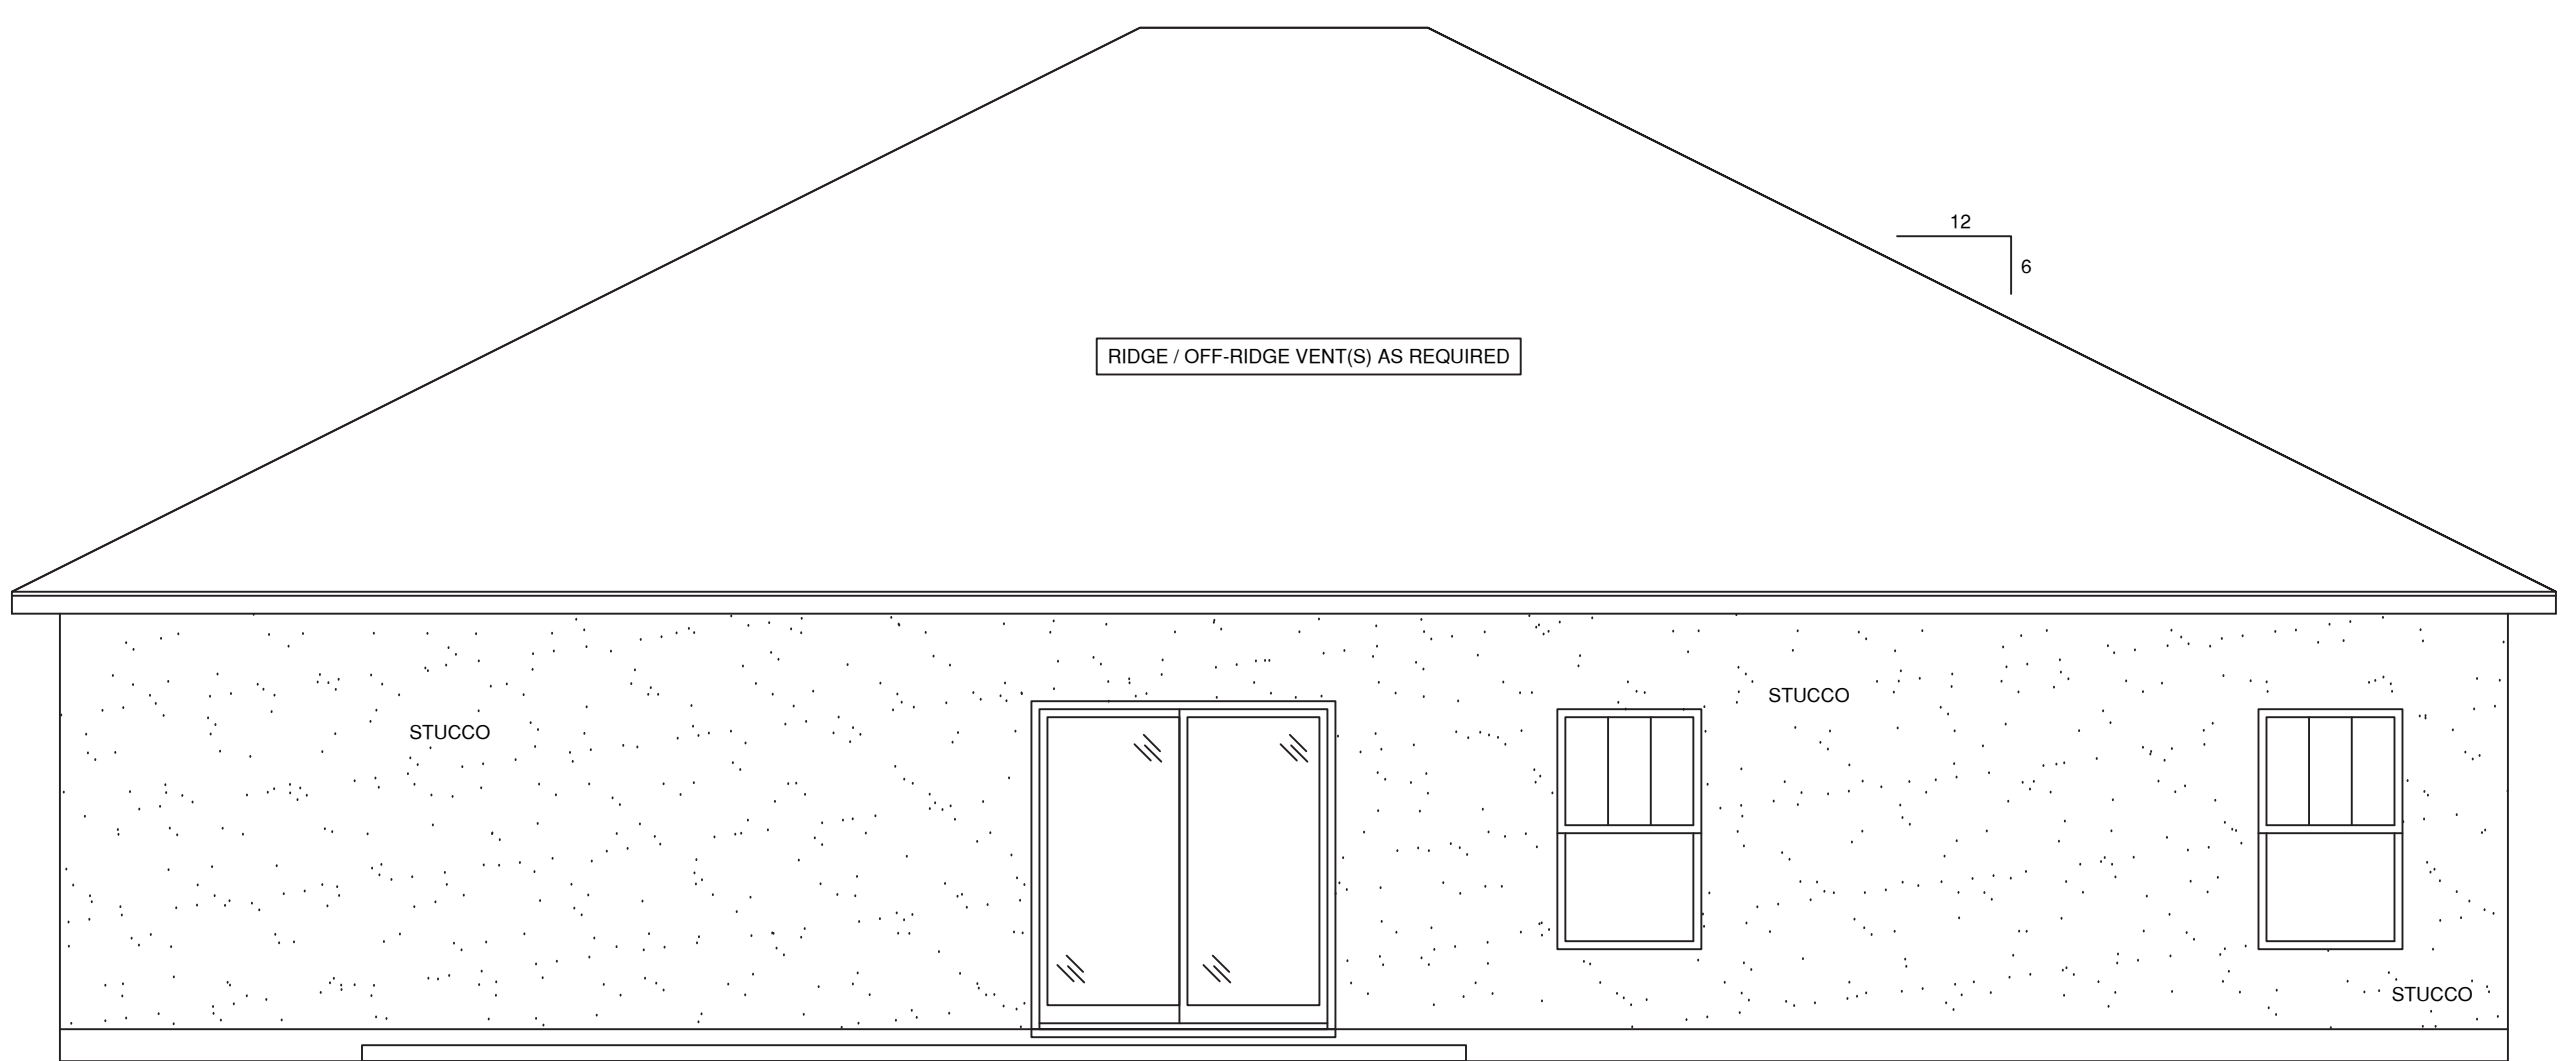 12
6
RIDGE / OFF-RIDGE VENT(S) AS REQUIRED
STUCCO
STUCCO
STUCCO